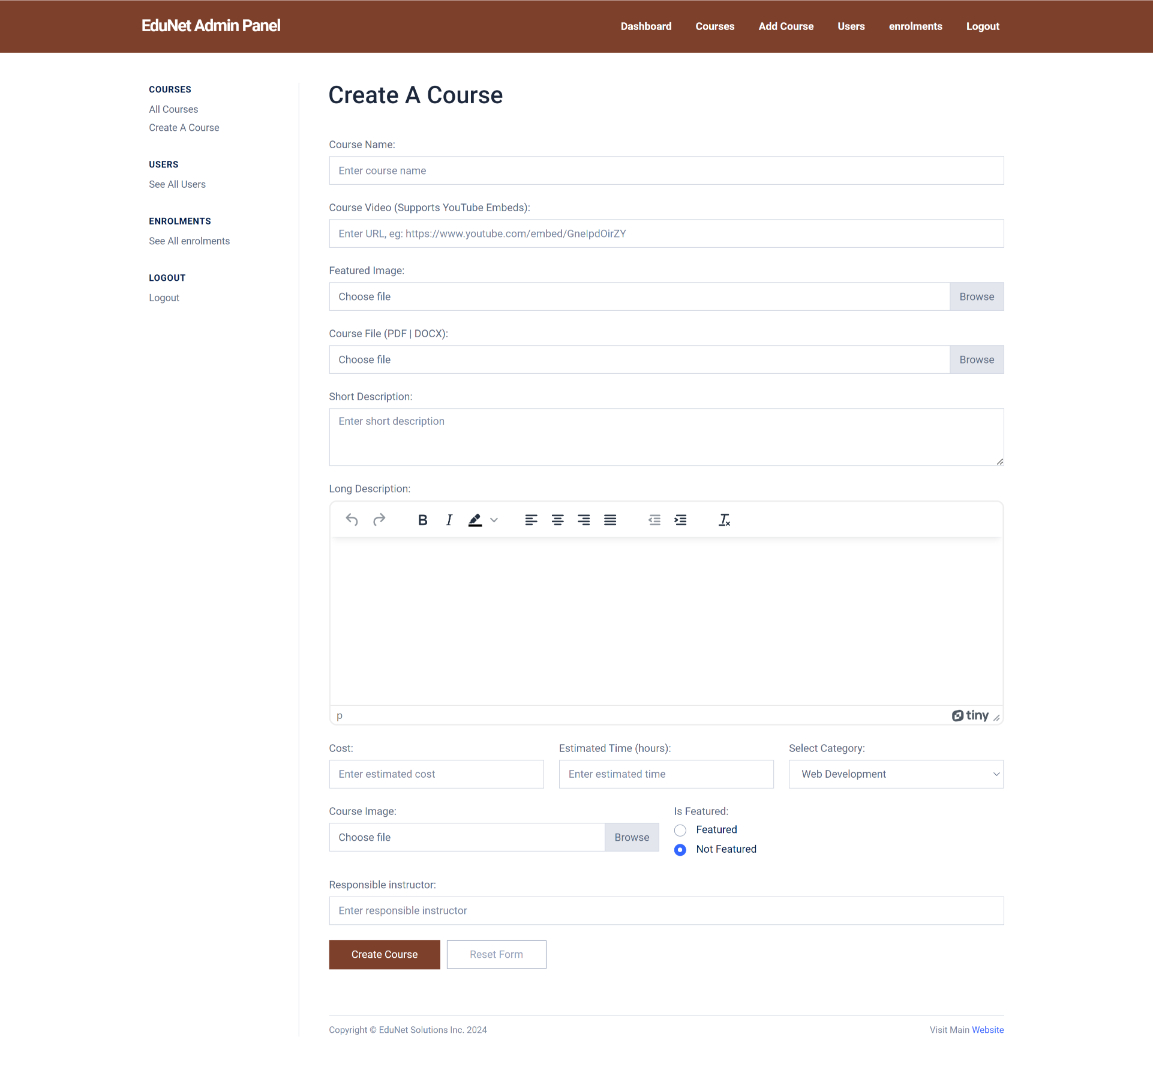 EduNet Admin Panel
Dashboard Courses Add Course Users enrolments Logout
COURSES
All Courses
Create A Course
USERS
See All Users
ENROLMENTS
See All enrolments
LOGOUT
Logout
Create A Course
Course Name:
Enter course name
Course Video (Supports YouTube Embeds):
Enter URL, eg: https://www.youtube.com/embed/GneIpdOirZY
Featured Image:
Choose file Browse
Course File (PDF | DOCX):
Choose file Browse
Short Description:
Enter short description
Long Description:
B I
p tiny
Cost: Estimated Time (hours): Select Category:
Enter estimated cost Enter estimated time Web Development
Course Image: Is Featured:
Choose file Browse Featured
Not Featured
Responsible instructor:
Enter responsible instructor
Create Course Reset Form
Copyright © EduNet Solutions Inc. 2024 Visit Main Website